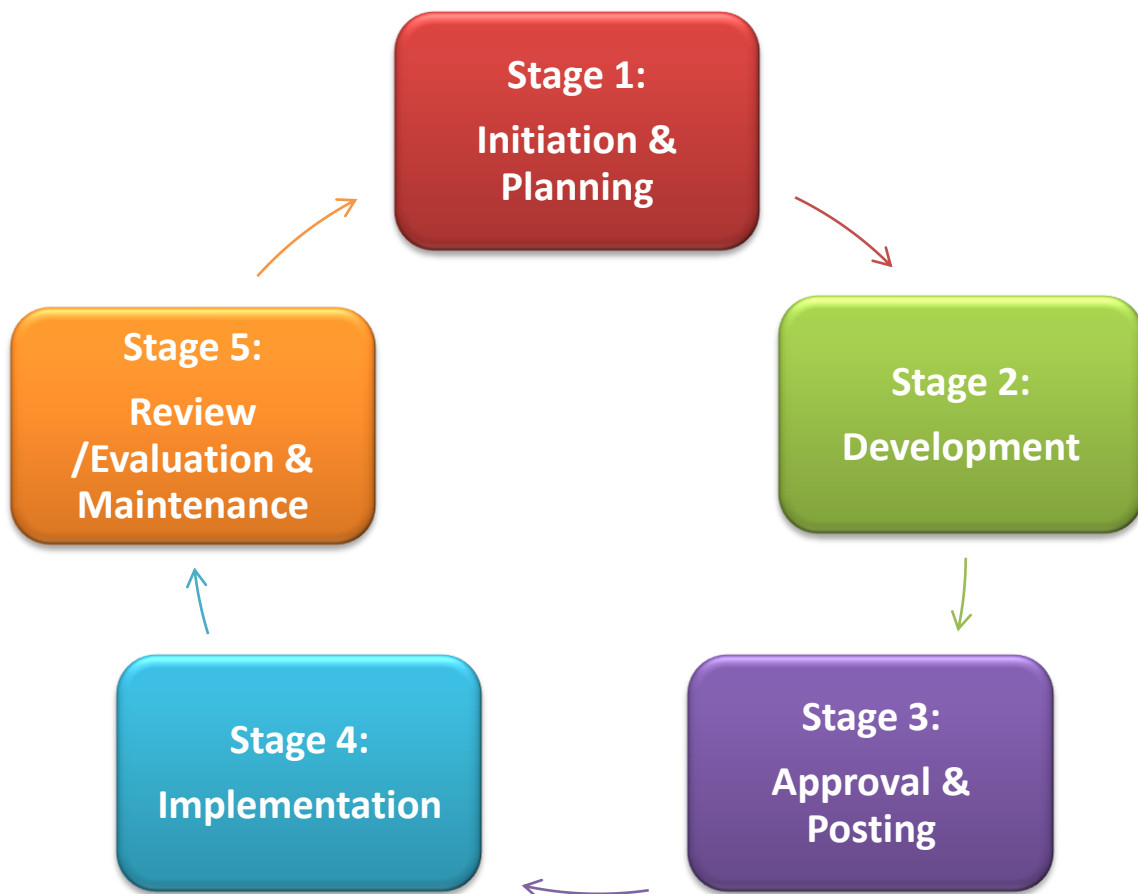 Stage 1:
Initiation &
Planning
Stage 2:
Development
Stage 3:
Approval &
Posting
Stage 4:
Implementation
Stage 5:
Review
/Evaluation &
Maintenance